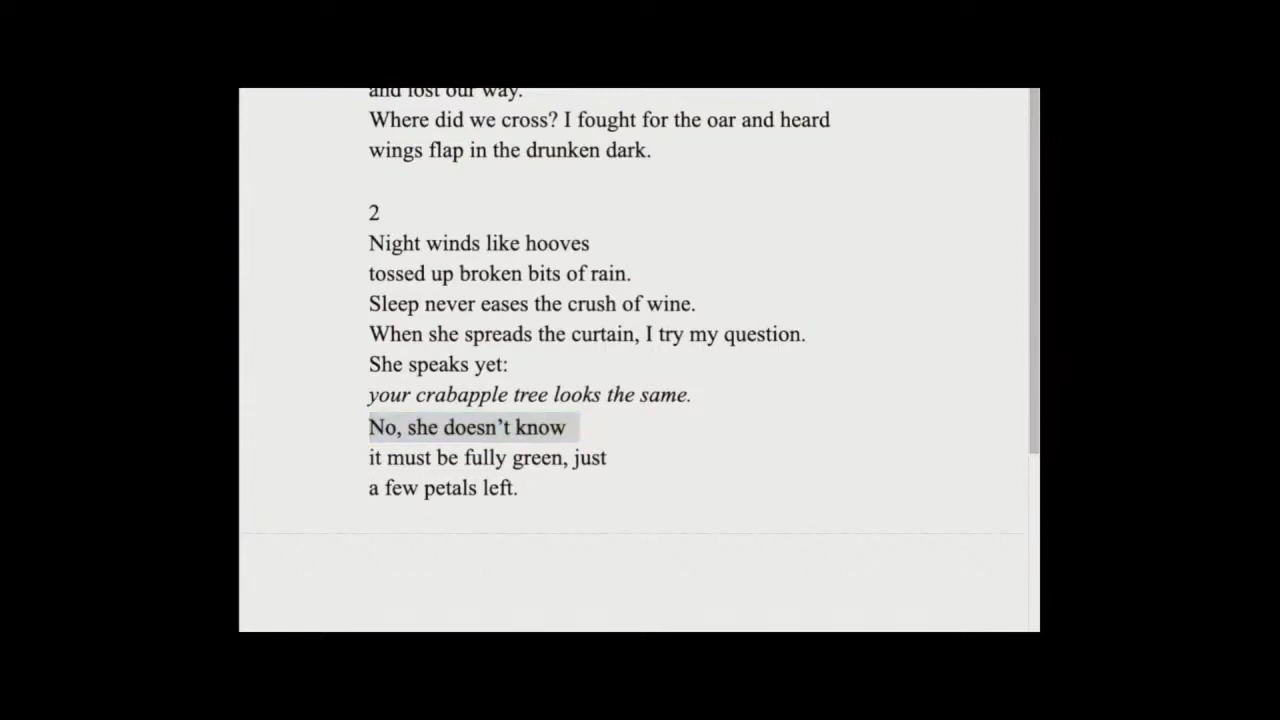 and lost our way.
Where did we cross? I fought for the oar and heard
wings flap in the drunken dark.
2
Night winds like hooves
tossed up broken bits of rain.
Sleep never eases the crush of wine.
When she spreads the curtain, I try my question.
She speaks yet:
your crabapple tree looks the same.
No, she doesn’t know
it must be fully green, just
a few petals left.